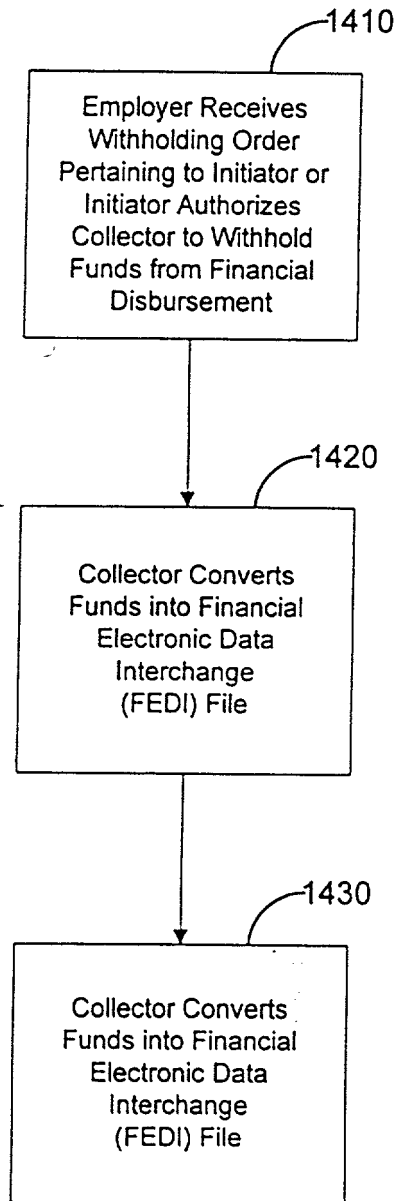 1410
Employer Receives
Withholding Order
Pertaining to Initiator or
Initiator Authorizes
Collector to Withhold
Funds from Financial
Disbursement
1420
Collector Converts
Funds into Financial
Electronic Data
Interchange
(FEDI) File
1430
Collector Converts
Funds into Financial
Electronic Data
Interchange
(FEDI) File